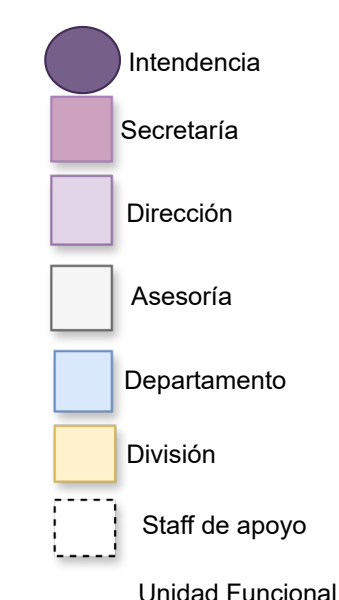 Intendencia
Secretaría
Dirección
Asesoría
Departamento
División
Staff de apoyo
Unidad Funcional